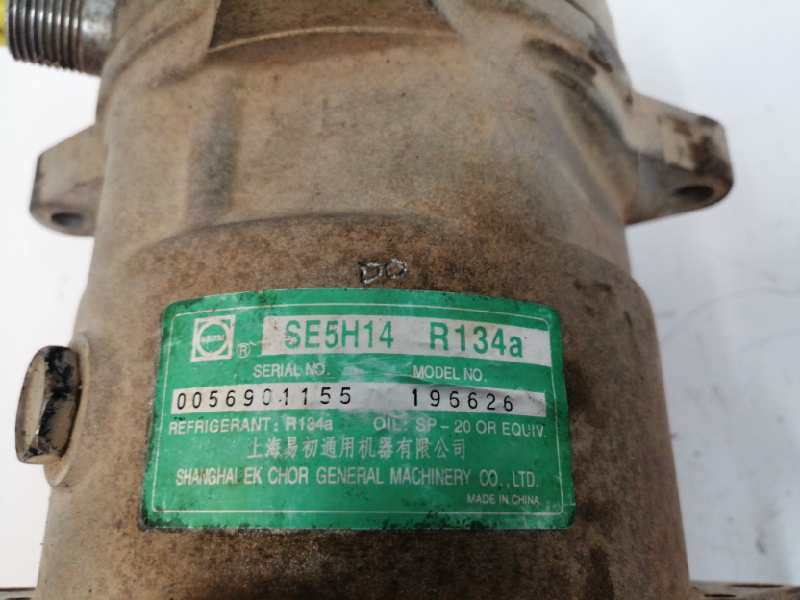 DO
® SE5H14 R134a
SERIAL NO. MODEL NO.
0056901155 196626
REFRIGERANT: R134a OIL: SP-20 OR EQUIV.
上海易初通用机器有限公司
SHANGHAI EK CHOR GENERAL MACHINERY CO.,LTD.
MADE IN CHINA